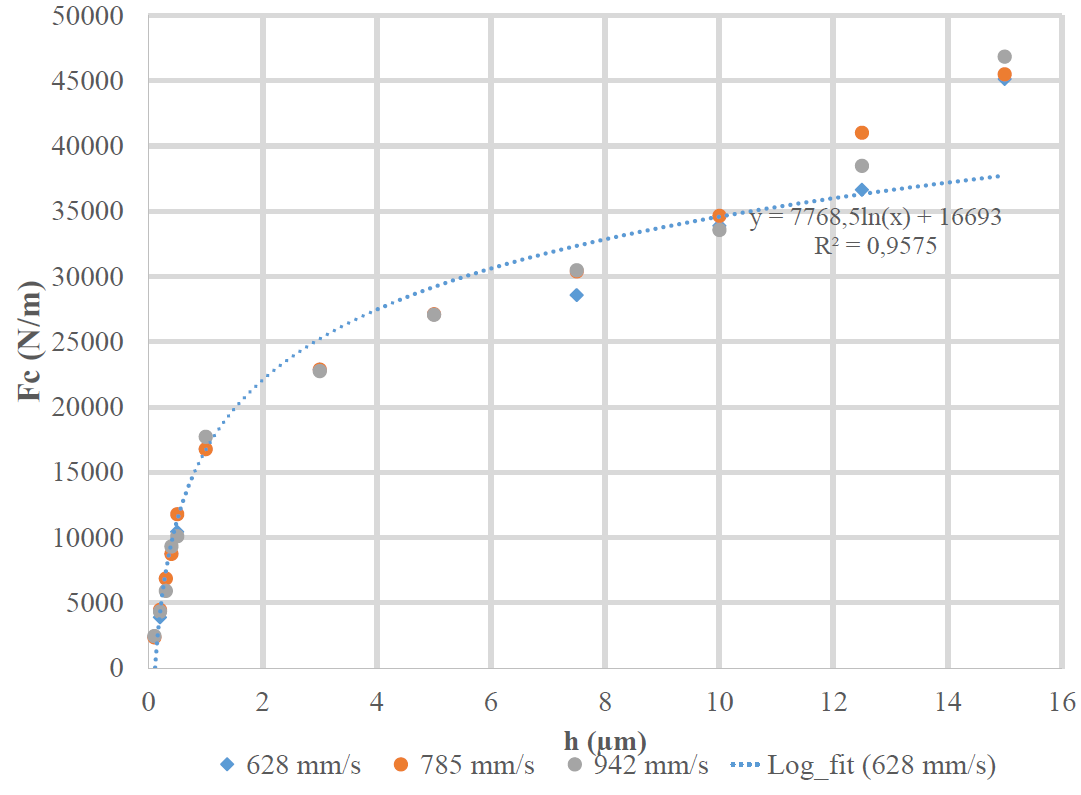 50000
45000
40000
35000
30000
25000
20000
15000
10000
5000
0
Fc (N/m)
y = 7768,5ln(x) + 16693
R² = 0,9575
0 2 4 6 8 10 12 14 16
h (µm)
628 mm/s 785 mm/s 942 mm/s Log_fit (628 mm/s)